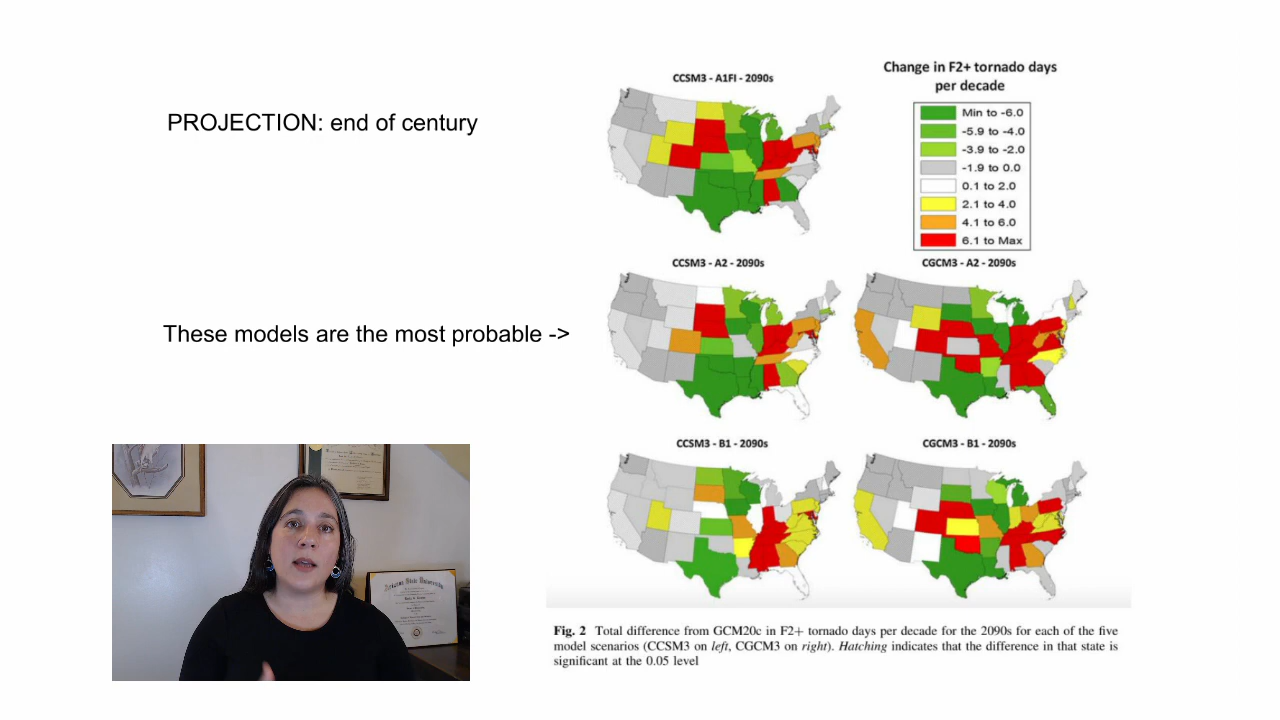 PROJECTION: end of century
These models are the most probable ->
CCSM3 - A1FI - 2090s
Change in F2+ tornado days
per decade
Min to -6.0
-5.9 to -4.0
-3.9 to -2.0
-1.9 to 0.0
0.1 to 2.0
2.1 to 4.0
4.1 to 6.0
6.1 to Max
CCSM3 - A2 - 2090s
CGCM3 - A2 - 2090s
CCSM3 - B1 - 2090s
CGCM3 - B1 - 2090s
Fig. 2 Total difference from GCM20c in F2+ tornado days per decade for the 2090s for each of the five
model scenarios (CCSM3 on left, CGCM3 on right). Hatching indicates that the difference in that state is
significant at the 0.05 level
Arizona State University